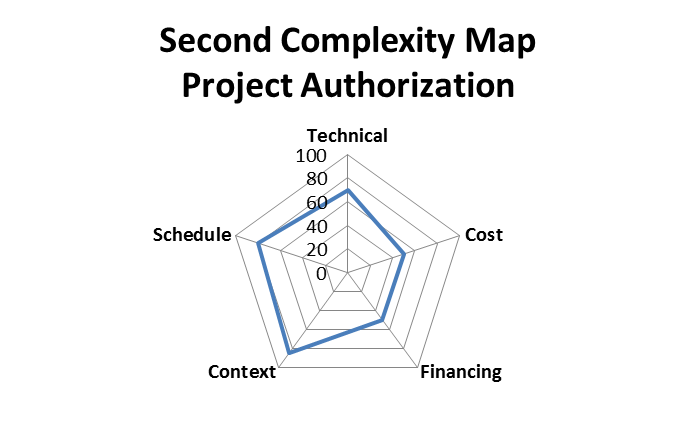 Second Complexity Map
Project Authorization
Technical
100
80
60
40
20
0
Schedule
Cost
Context
Financing